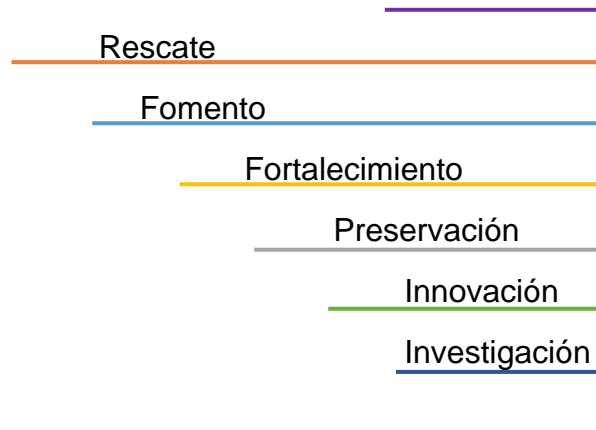 Rescate
Fomento
Fortalecimiento
Preservación
Innovación
Investigación